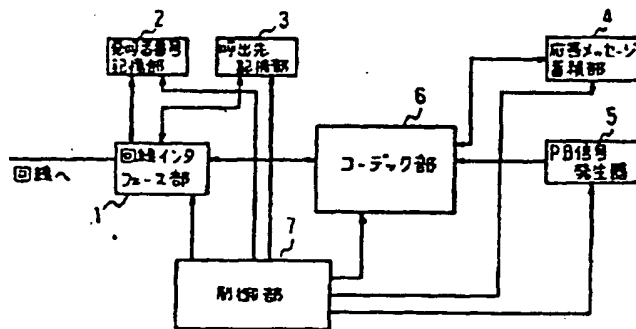 2
3
4
発呼者番号
記憶部
呼出先
記憶部
応答メッセージ
蓄積部
6
5
回線へ
回線インタ
フェース部
コーデック部
PB信号
発生器
1
7
制御部